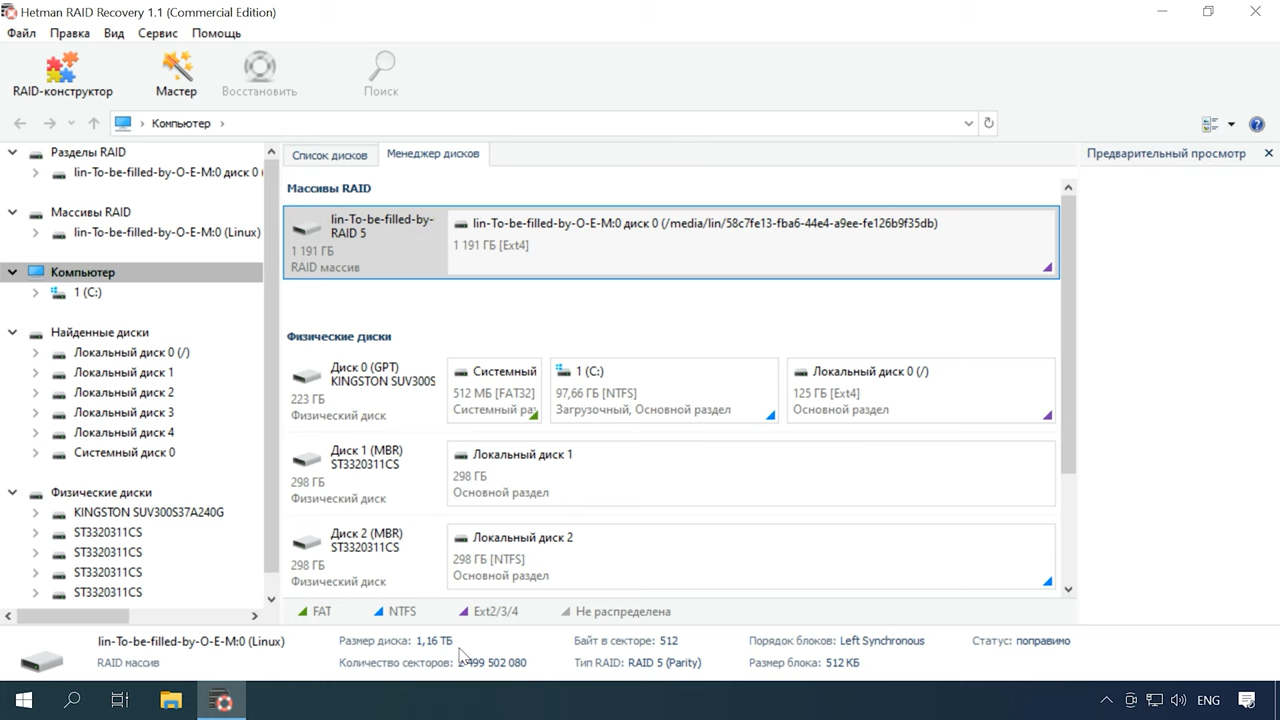 Hetman RAID Recovery 1.1 (Commercial Edition)
Файл Правка Вид Сервис Помощь
RAID-конструктор Мастер Восстановить Поиск
Компьютер
Разделы RAID
lin-To-be-filled-by-O-E-M:0 диск 0 (
Массивы RAID
lin-To-be-filled-by-O-E-M:0 (Linux)
Компьютер
1 (C:)
Найденные диски
Локальный диск 0 (/)
Локальный диск 1
Локальный диск 2
Локальный диск 3
Локальный диск 4
Системный диск 0
Физические диски
KINGSTON SUV300S37A240G
ST3320311CS
ST3320311CS
ST3320311CS
ST3320311CS
Список дисков Менеджер дисков
Массивы RAID
lin-To-be-filled-by-
RAID 5
1 191 ГБ
RAID массив
lin-To-be-filled-by-O-E-M:0 диск 0 (/media/lin/58c7fe13-fba6-44e4-a9ee-fe126b9f35db)
1 191 ГБ [Ext4]
Физические диски
Диск 0 (GPT)
KINGSTON SUV300S
223 ГБ
Физический диск
Системный
512 МБ [FAT32]
Системный раз
1 (C:)
97,66 ГБ [NTFS]
Загрузочный, Основной раздел
Локальный диск 0 (/)
125 ГБ [Ext4]
Основной раздел
Диск 1 (MBR)
ST3320311CS
298 ГБ
Физический диск
Локальный диск 1
298 ГБ
Основной раздел
Диск 2 (MBR)
ST3320311CS
298 ГБ
Физический диск
Локальный диск 2
298 ГБ [NTFS]
Основной раздел
FAT NTFS Ext2/3/4 Не распределена
Предварительный просмотр
lin-To-be-filled-by-O-E-M:0 (Linux) Размер диска: 1,16 ТБ Байт в секторе: 512 Порядок блоков: Left Synchronous Статус: поправимо
RAID массив Количество секторов: 2 499 502 080 Тип RAID: RAID 5 (Parity) Размер блока: 512 КБ
ENG